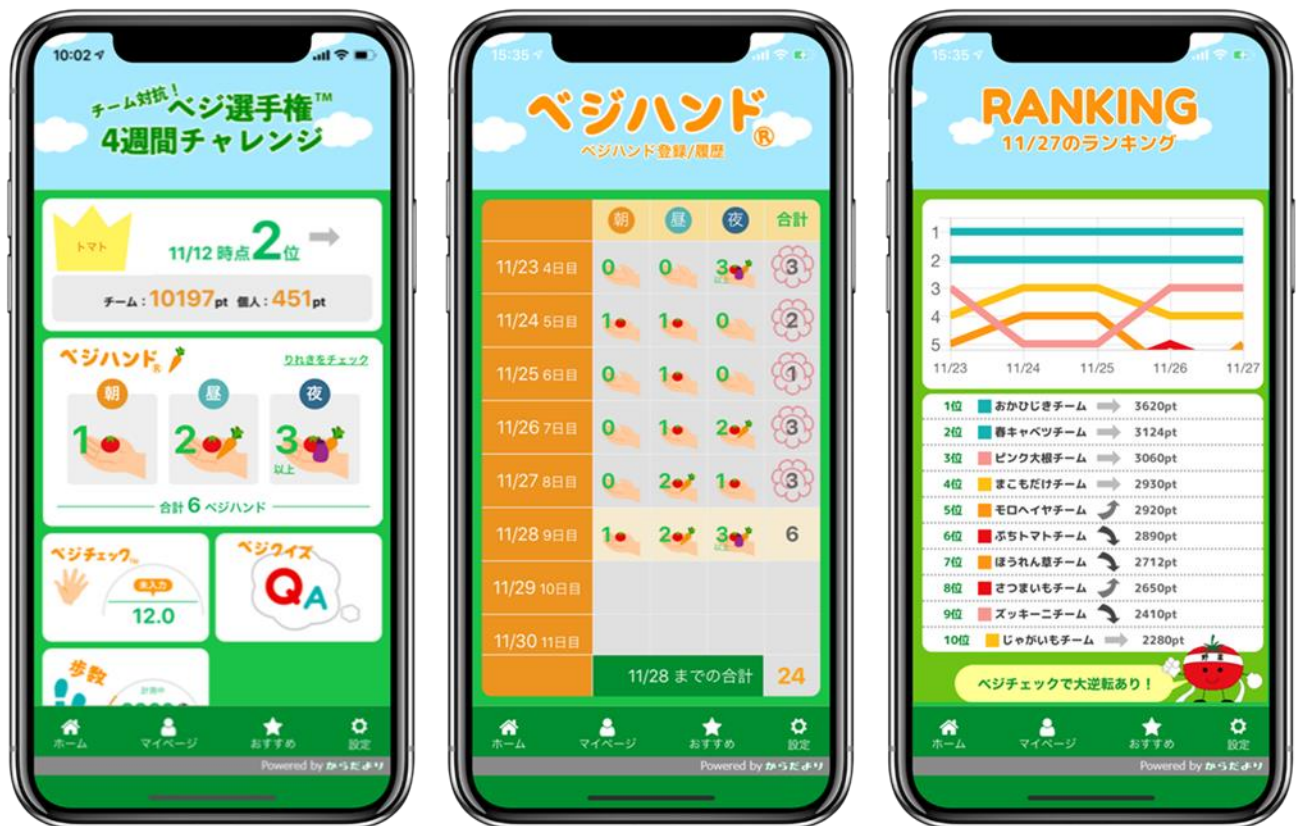 10:02
チーム対抗!
ベジ選手権™
4週間チャレンジ
トマト
11/12 時点2位
チーム:10197pt 個人:451pt
ベジハンド®
りれきをチェック
朝 昼 夜
1 2 3
以上
合計 6 ベジハンド
ベジチェック™
未入力
12.0
ベジクイズ
QA
歩数
計測中
ホーム マイページ おすすめ 設定
Powered by からだより
15:35
ベジハンド®
ベジハンド登録/履歴
朝 昼 夜 合計
11/23 4日目 0 0 3以上 3
11/24 5日目 1 1 0 2
11/25 6日目 0 1 0 1
11/26 7日目 0 1 2 3
11/27 8日目 0 2 1 3
11/28 9日目 1 2 3以上 6
11/29 10日目
11/30 11日目
11/28 までの合計 24
ホーム マイページ おすすめ 設定
Powered by からだより
15:35
RANKING
11/27のランキング
1
2
3
4
5
11/23 11/24 11/25 11/26 11/27
1位 おかひじきチーム 3620pt
2位 春キャベツチーム 3124pt
3位 ピンク大根チーム 3060pt
4位 まこもだけチーム 2930pt
5位 モロヘイヤチーム 2920pt
6位 ぷちトマトチーム 2890pt
7位 ほうれん草チーム 2712pt
8位 さつまいもチーム 2650pt
9位 ズッキーニチーム 2410pt
10位 じゃがいもチーム 2280pt
野菜
ベジチェックで大逆転あり!
ホーム マイページ おすすめ 設定
Powered by からだより